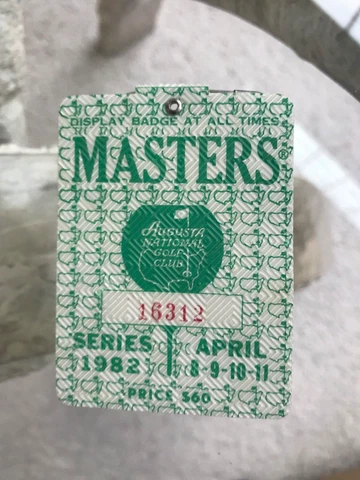 DISPLAY BADGE AT ALL TIMES
MASTERS®
AUGUSTA
NATIONAL
GOLF
CLUB
16312
SERIES APRIL
1982 8-9-10-11
PRICE $60